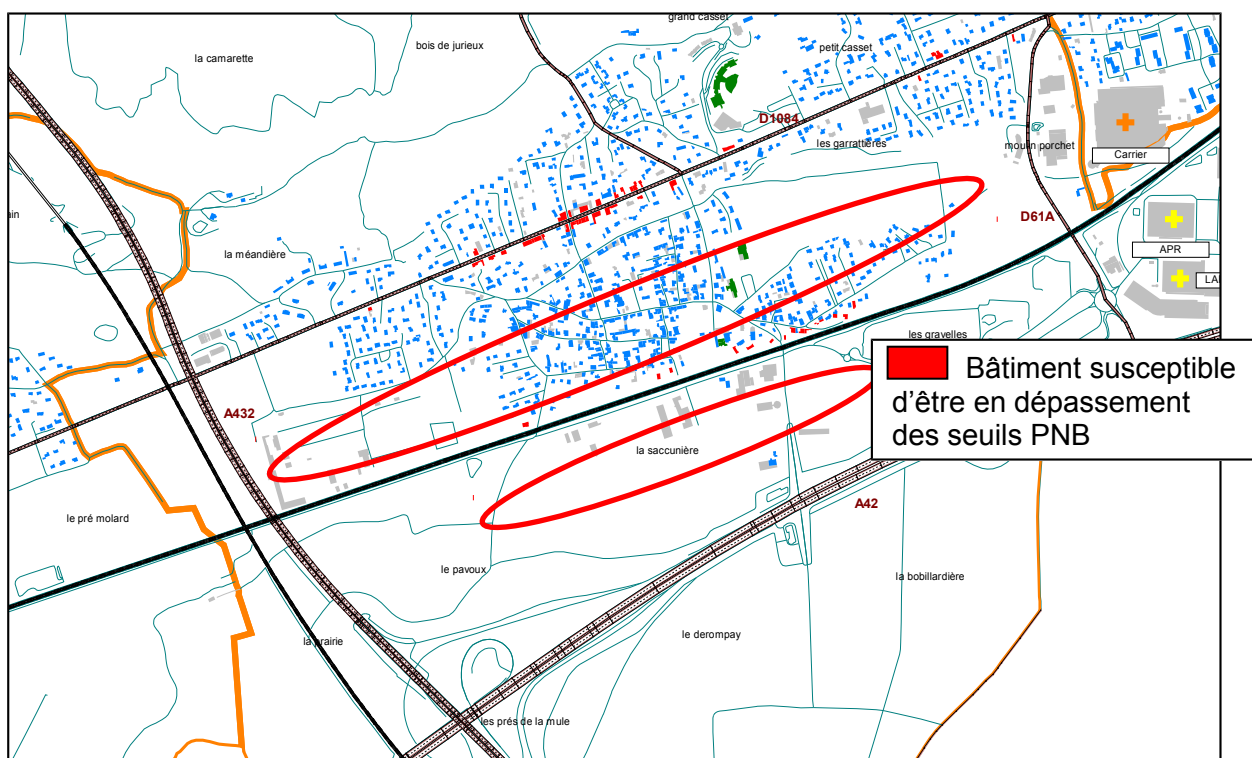 grand casset
bois de jurieux
petit casset
la camarette
D1084
les garrattières
moulin porchet
Carrier
ain
D61A
APR
la méandière
les gravelles
Bâtiment susceptible
d'être en dépassement
des seuils PNB
A432
la saccunière
A42
le pré molard
le pavoux
la bobillardière
la prairie
le derompay
les prés de la mule